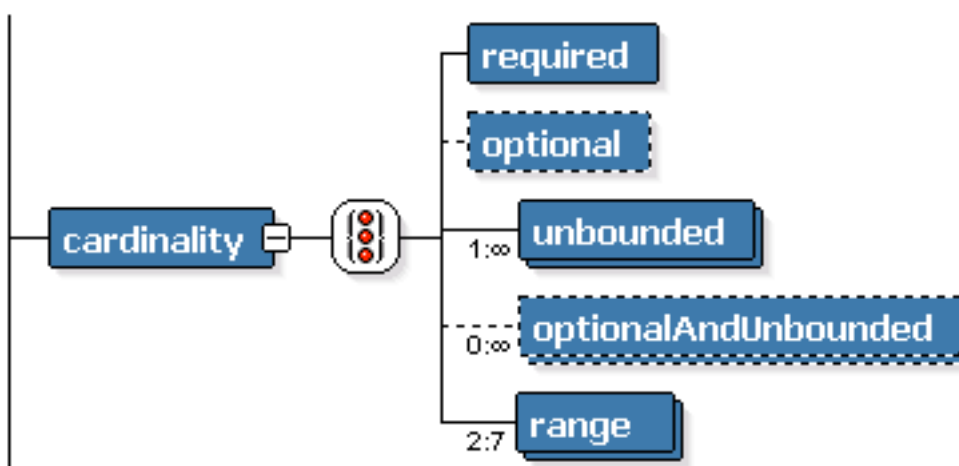 required
optional
cardinality
unbounded
1:∞
optionalAndUnbounded
0:∞
range
2:7